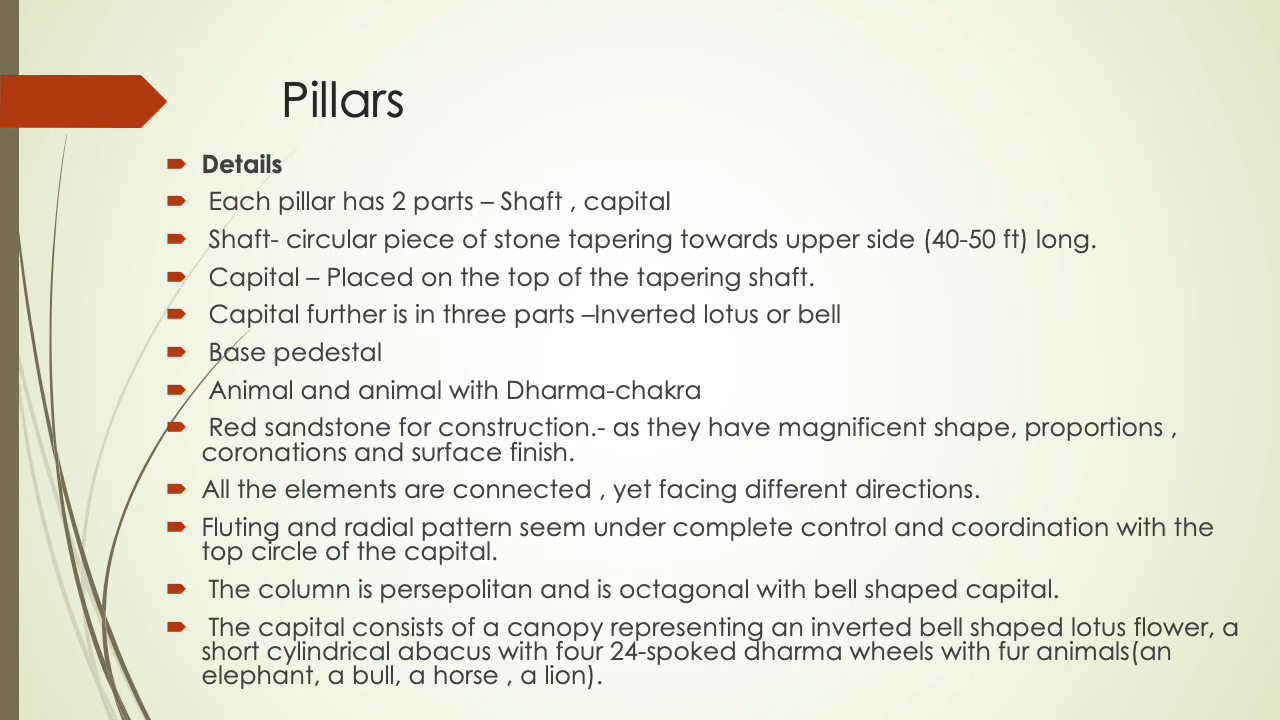 Pillars
Details
Each pillar has 2 parts – Shaft , capital
Shaft- circular piece of stone tapering towards upper side (40-50 ft) long.
Capital – Placed on the top of the tapering shaft.
Capital further is in three parts –Inverted lotus or bell
Base pedestal
Animal and animal with Dharma-chakra
Red sandstone for construction.- as they have magnificent shape, proportions ,
coronations and surface finish.
All the elements are connected , yet facing different directions.
Fluting and radial pattern seem under complete control and coordination with the
top circle of the capital.
The column is persepolitan and is octagonal with bell shaped capital.
The capital consists of a canopy representing an inverted bell shaped lotus flower, a
short cylindrical abacus with four 24-spoked dharma wheels with fur animals(an
elephant, a bull, a horse , a lion).